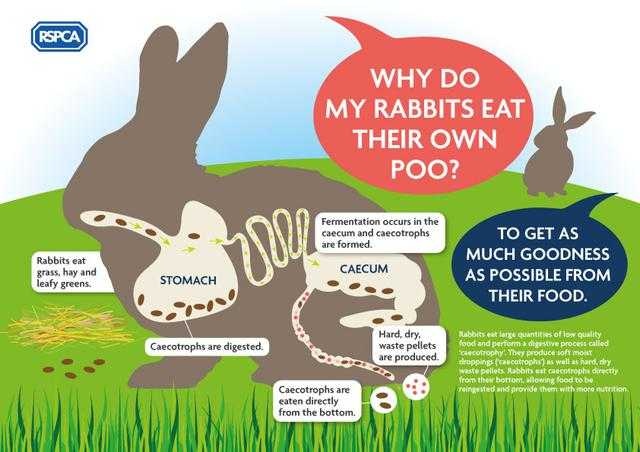 RSPCA
WHY DO
MY RABBITS EAT
THEIR OWN
POO?
TO GET AS
MUCH GOODNESS
AS POSSIBLE FROM
THEIR FOOD.
Fermentation occurs in the
caecum and caecotrophs
are formed.
Rabbits eat
grass, hay and
leafy greens.
STOMACH
CAECUM
Caecotrophs are digested.
Hard, dry,
waste pellets
are produced.
Caecotrophs are
eaten directly
from the bottom.
Rabbits eat large quantities of low quality
food and perform a digestive process called
'caecotrophy'. They produce soft moist
droppings ('caecotrophs') as well as hard, dry
waste pellets. Rabbits eat caecotrophs directly
from their bottom, allowing food to be
reingested and provide them with more nutrition.